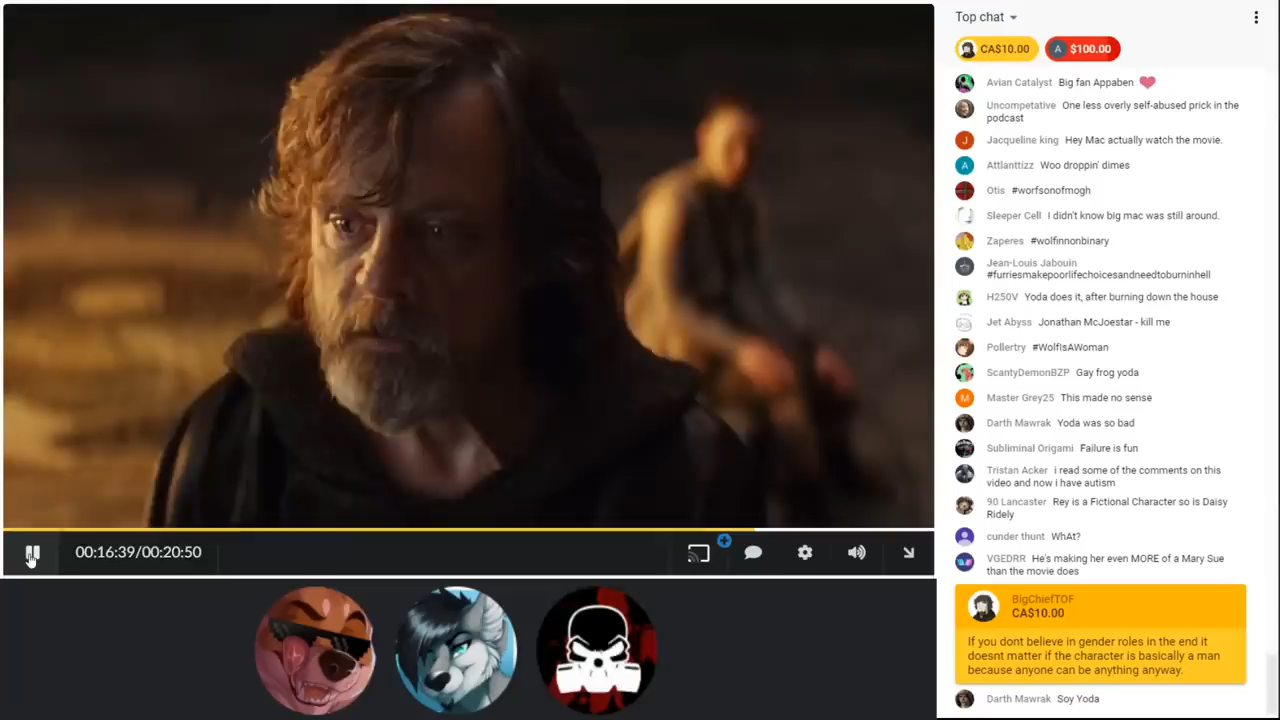 Top chat
CA$10.00
A $100.00
Avian Catalyst Big fan Appaben
Uncompetative One less overly self-abused prick in the
podcast
J Jacqueline king Hey Mac actually watch the movie.
A Attlanttizz Woo droppin' dimes
Otis #worfsonofmogh
Sleeper Cell I didn't know big mac was still around.
Zaperes #wolfinnonbinary
Jean-Louis Jabouin
#furriesmakepoorlifechoicesandneedtoburninhell
H250V Yoda does it, after burning down the house
Jet Abyss Jonathan McJoestar - kill me
Pollertry #WolfIsAWoman
ScantyDemonBZP Gay frog yoda
M Master Grey25 This made no sense
Darth Mawrak Yoda was so bad
Subliminal Origami Failure is fun
Tristan Acker i read some of the comments on this
video and now i have autism
90 Lancaster Rey is a Fictional Character so is Daisy
Ridely
cunder thunt WhAt?
VGEDRR He's making her even MORE of a Mary Sue
than the movie does
BigChiefTOF
CA$10.00
If you dont believe in gender roles in the end it
doesnt matter if the character is basically a man
because anyone can be anything anyway.
Darth Mawrak Soy Yoda
00:16:39/00:20:50